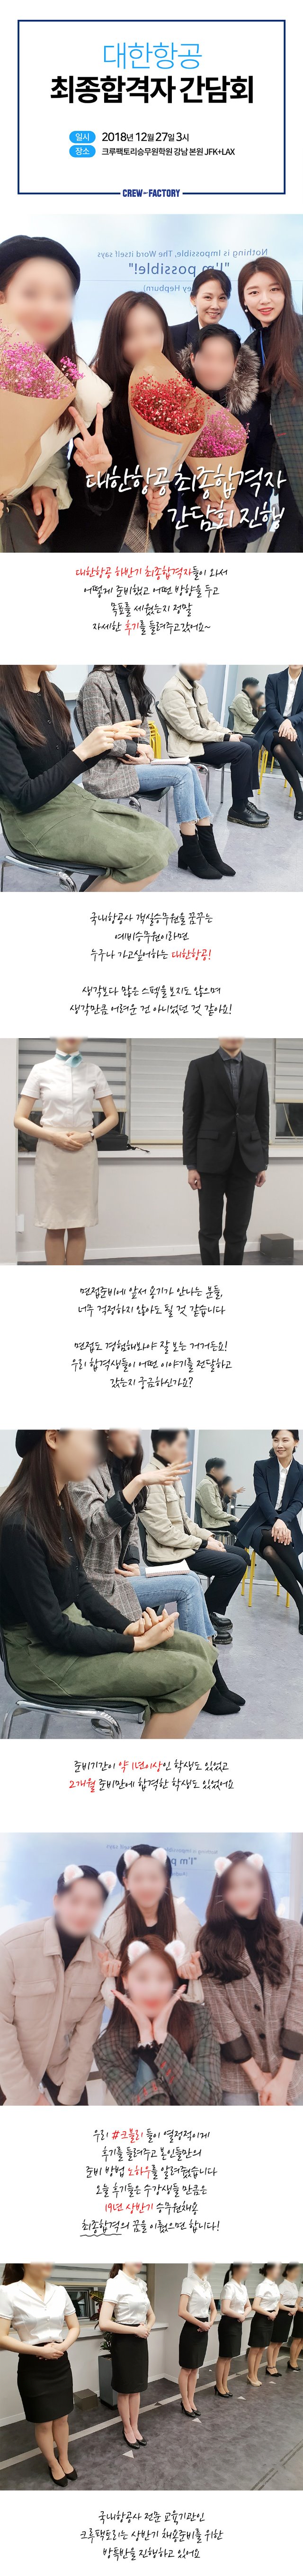 대한항공
최종합격자 간담회
일시 2018년 12월 27일 3시
장소 크루팩토리승무원학원 강남 본원 JFK+LAX
CREW FACTORY
Nothing is Impossible, The Word itself says
"I'm possible!"
Hepburn
대한항공 최종합격자
간담회 진행
대한항공 하반기 최종합격자들이 와서
어떻게 준비했고 어떤 방향을 두고
목표를 세웠는지 정말
자세한 후기를 들려주고갔어요~
국내항공사 객실승무원을 꿈꾸는
예비승무원이라면
누구나 가고싶어하는 대한항공!
생각보다 많은 스펙을 보지도 않으며
생각만큼 어려운 건 아니었던 것 같아요!
면접준비에 앞서 용기가 안나는 분들,
너무 걱정하지 않아도 될 것 같습니다
면접도 경험해봐야 잘 보는 거거든요!
우리 합격생들이 어떤 이야기를 전달하고
갔는지 궁금하신가요?
준비기간이 약 1년이상인 학생도 있었고
2개월 준비만에 합격한 학생도 있었어요
"I'm p
우리 #크블리 들이 열정적이게
후기를 들려주고 본인들만의
준비 방법 노하우를 알려줬습니다
오늘 후기들은 수강생들 만큼은
19년 상반기 승무원채용
최종합격의 꿈을 이뤘으면 합니다!
국내항공사 전문 교육기관인
크루팩토리는 상반기 채용준비를 위한
방특반을 진행하고 있어요